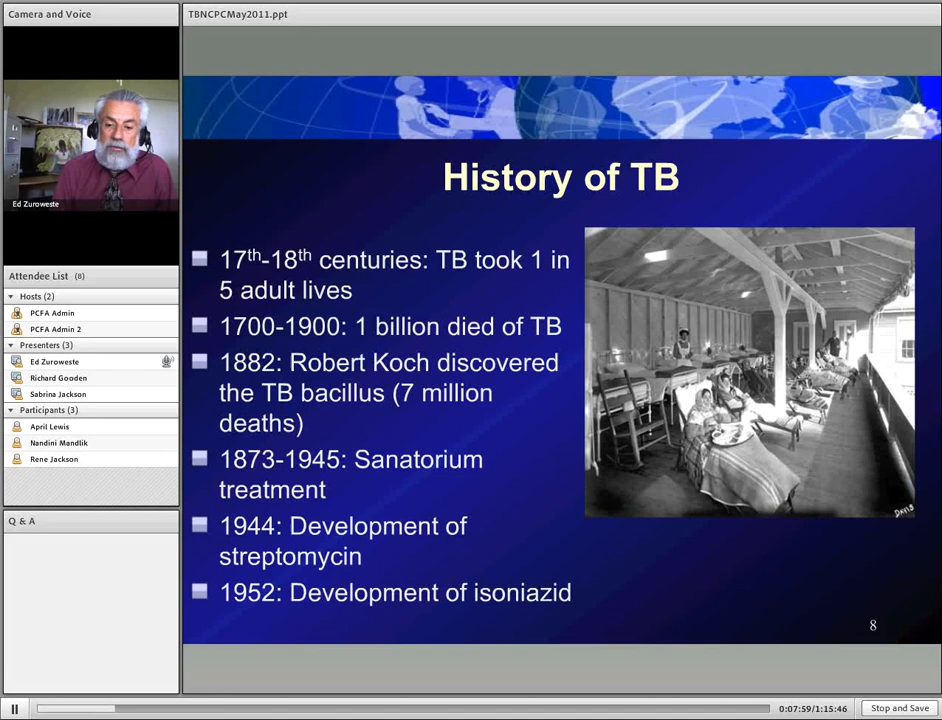 Camera and Voice
TBNCPCMay2011.ppt
Ed Zuroweste
Attendee List (8)
Hosts (2)
PCFA Admin
PCFA Admin 2
Presenters (3)
Ed Zuroweste
Richard Gooden
Sabrina Jackson
Participants (3)
April Lewis
Nandini Mandlik
Rene Jackson
Q & A
History of TB
17th-18th centuries: TB took 1 in
5 adult lives
1700-1900: 1 billion died of TB
1882: Robert Koch discovered
the TB bacillus (7 million
deaths)
1873-1945: Sanatorium
treatment
1944: Development of
streptomycin
1952: Development of isoniazid
DAVIS
8
0:07:59/1:15:46
Stop and Save